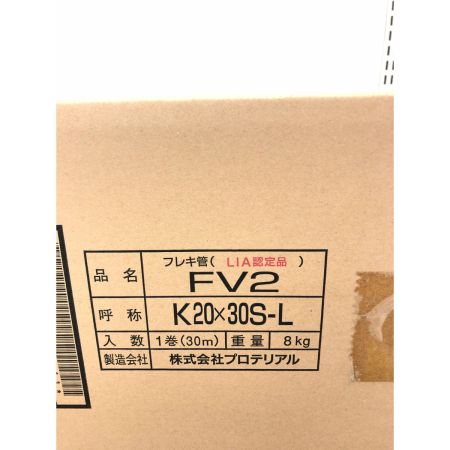 品名 フレキ管(LIA認定品) FV2
呼称 K20×30S-L
入数 1巻(30m) 重量 8kg
製造会社 株式会社プロテリアル